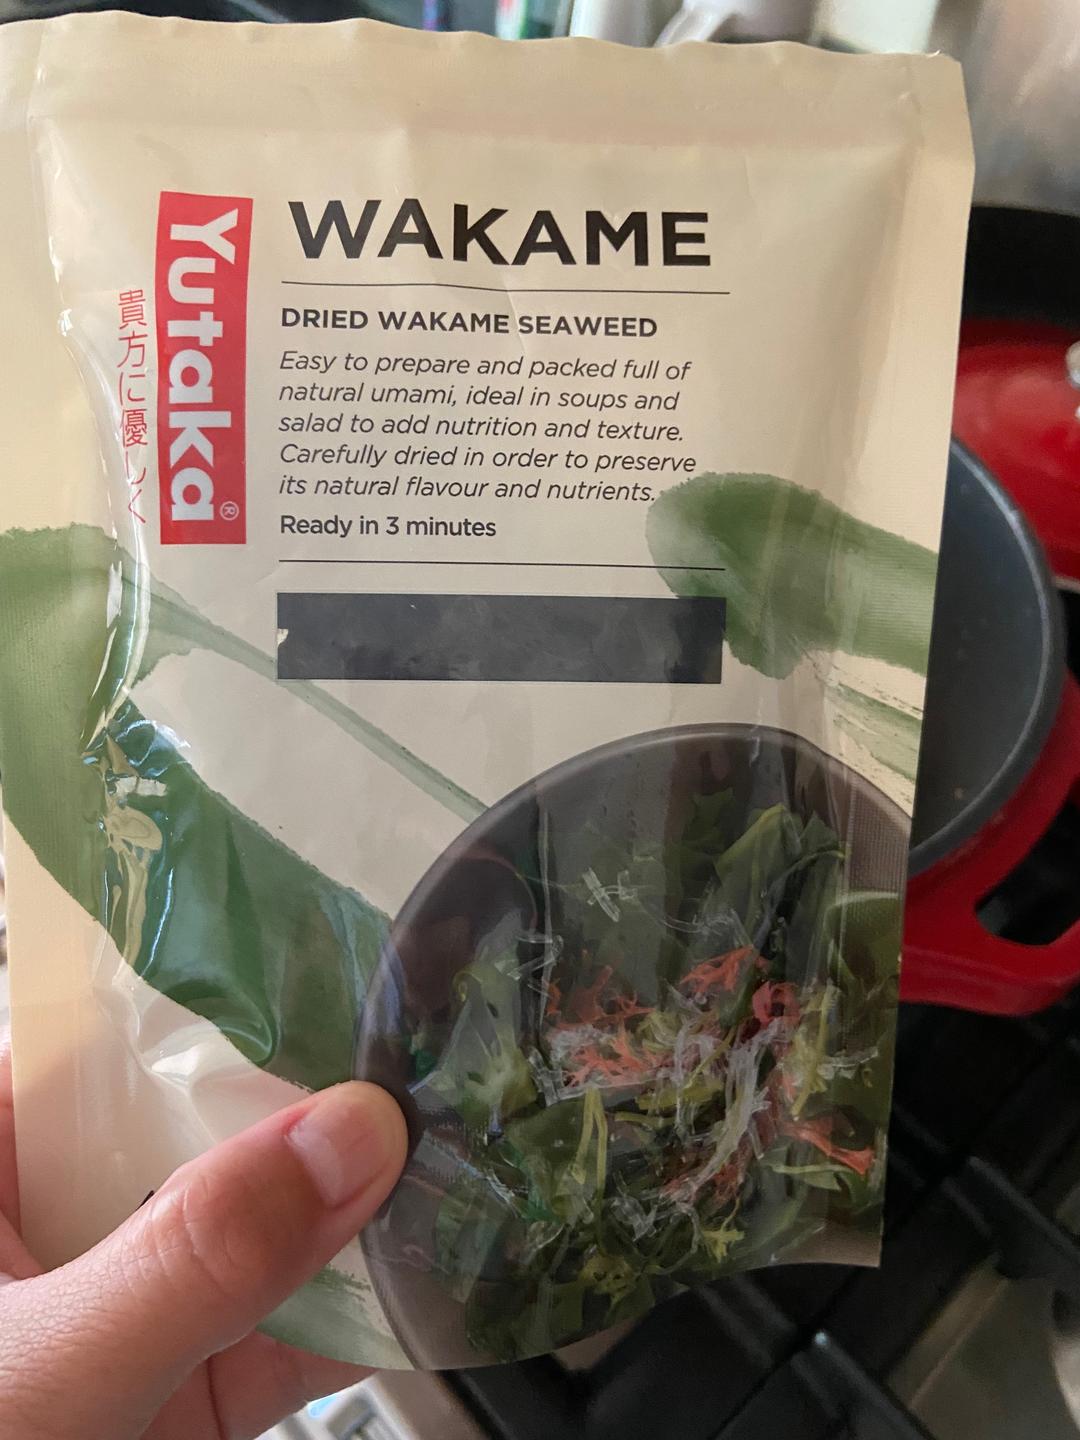 WAKAME
DRIED WAKAME SEAWEED
Easy to prepare and packed full of
natural umami, ideal in soups and
salad to add nutrition and texture.
Carefully dried in order to preserve
its natural flavour and nutrients.
Ready in 3 minutes
Yutaka®
貴方に優しく